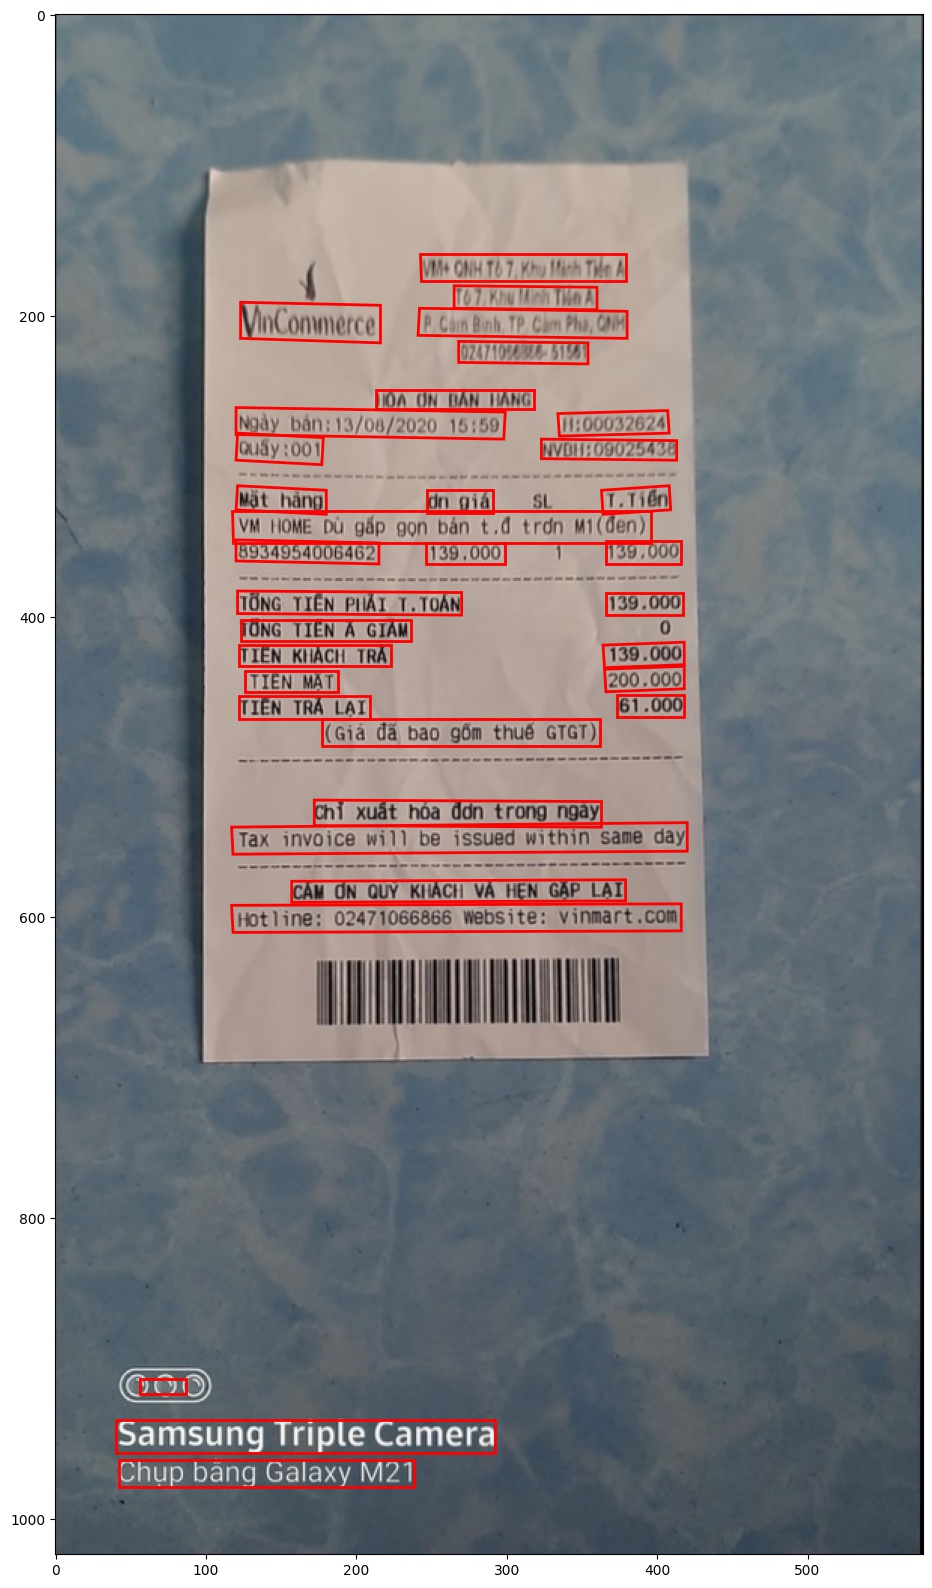 VM+ QNH Tổ 7, Khu Minh Tiến A
Tổ 7, Khu Minh Tiến A
VinCommerce P. Cẩm Bình, TP. Cẩm Phả, QNH
02471066866-51561
HÓA ĐƠN BÁN HÀNG
Ngày bán:13/08/2020 15:59 HĐ:00032624
Quầy:001 NVBH:09025438
Mặt hàng Đơn giá SL T.Tiền
VM HOME Dù gấp gọn bán t.đ trơn M1(đen)
8934954006462 139.000 1 139.000
TỔNG TIỀN PHẢI T.TOÁN 139.000
TỔNG TIỀN ĐÃ GIẢM 0
TIỀN KHÁCH TRẢ 139.000
TIỀN MẶT 200.000
TIỀN TRẢ LẠI 61.000
(Giá đã bao gồm thuế GTGT)
Chỉ xuất hóa đơn trong ngày
Tax invoice will be issued within same day
CẢM ƠN QUÝ KHÁCH VÀ HẸN GẶP LẠI
Hotline: 02471066866 Website: vinmart.com
Samsung Triple Camera
Chụp bằng Galaxy M21
0
200
400
600
800
1000
0 100 200 300 400 500